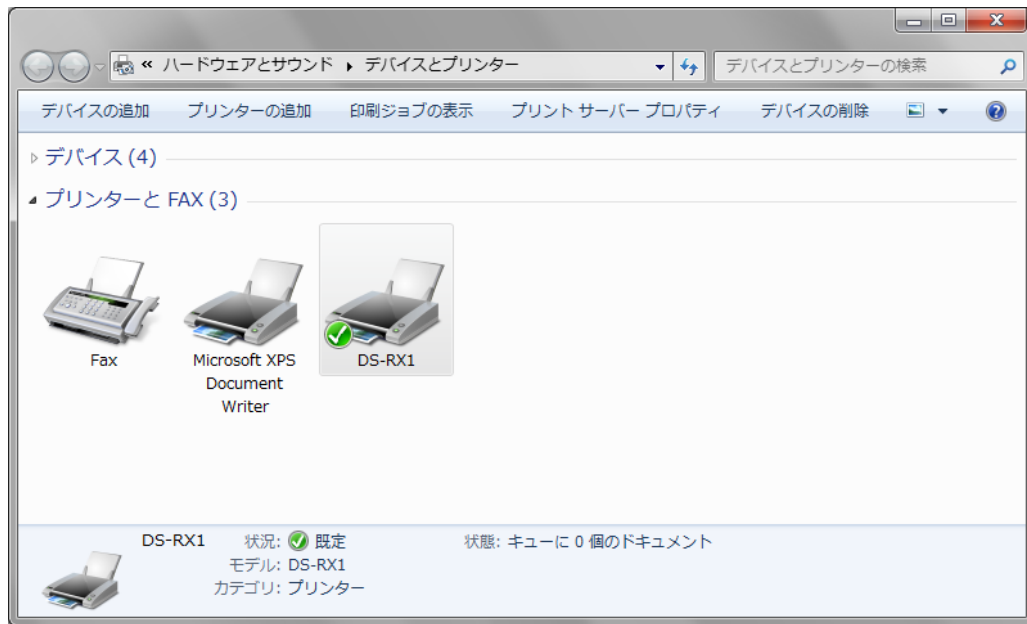 « ハードウェアとサウンド ▸ デバイスとプリンター
デバイスとプリンターの検索
デバイスの追加 プリンターの追加 印刷ジョブの表示 プリント サーバー プロパティ デバイスの削除
デバイス (4)
プリンターと FAX (3)
Fax
Microsoft XPS
Document
Writer
DS-RX1
DS-RX1 状況: 既定 状態: キューに 0 個のドキュメント
モデル: DS-RX1
カテゴリ: プリンター